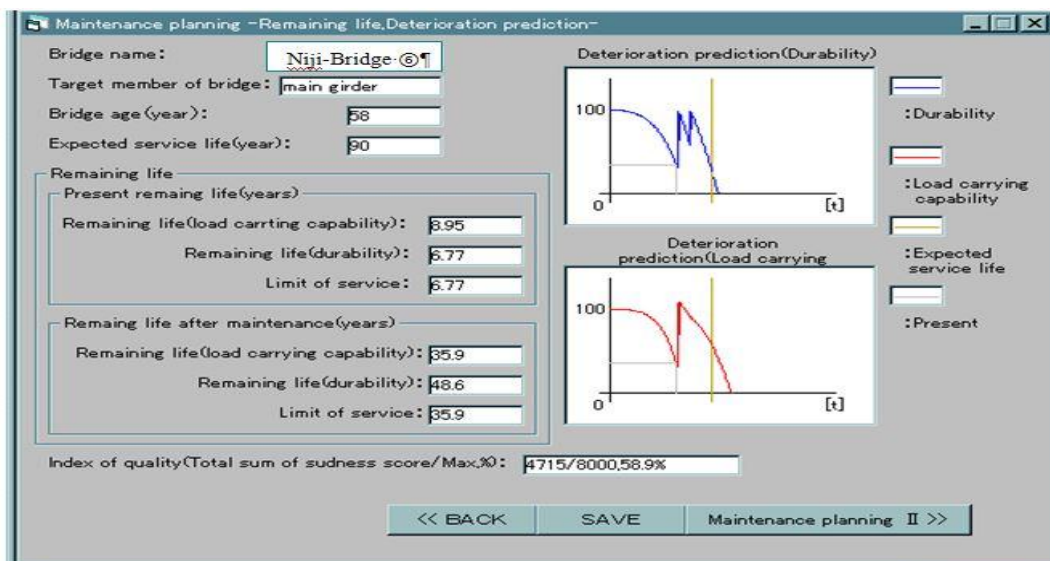 Maintenance planning -Remaining life,Deterioration prediction-
Bridge name: Niji-Bridge·⑥¶
Target member of bridge: main girder
Bridge age(year): 58
Expected service life(year): 90
Remaining life
Present remaing life(years)
Remaining life(load carrting capability): 8.95
Remaining life(durability): 6.77
Limit of service: 6.77
Remaing life after maintenance(years)
Remaining life(load carrying capability): 35.9
Remaining life(durability): 48.6
Limit of service: 35.9
Deterioration prediction(Durability)
100
0
[t]
Deterioration
prediction(Load carrying
100
0
[t]
:Durability
:Load carrying
capability
:Expected
service life
:Present
Index of quality(Total sum of sudness score/Max,%): 4715/8000,58.9%
<< BACK
SAVE
Maintenance planning Ⅱ >>